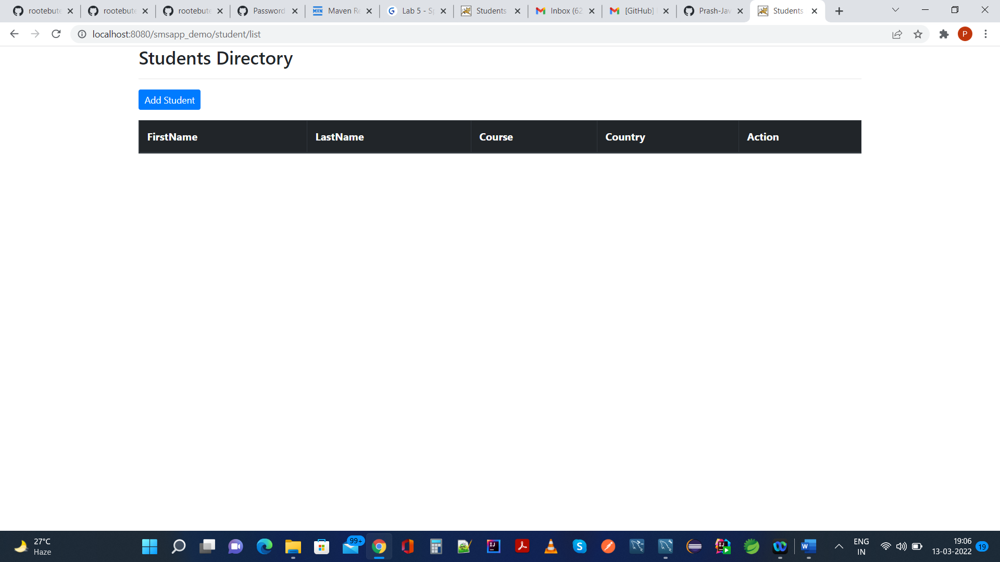 rootebute
rootebute
rootebute
Password
Maven Re
Lab 5 - Sp
Students
Inbox (62
[GitHub]
Prash-Jav
Students
localhost:8080/smsapp_demo/student/list
P
Students Directory
Add Student
FirstName LastName Course Country Action
27°C
Haze
99+
ENG
IN
19:06
13-03-2022
19